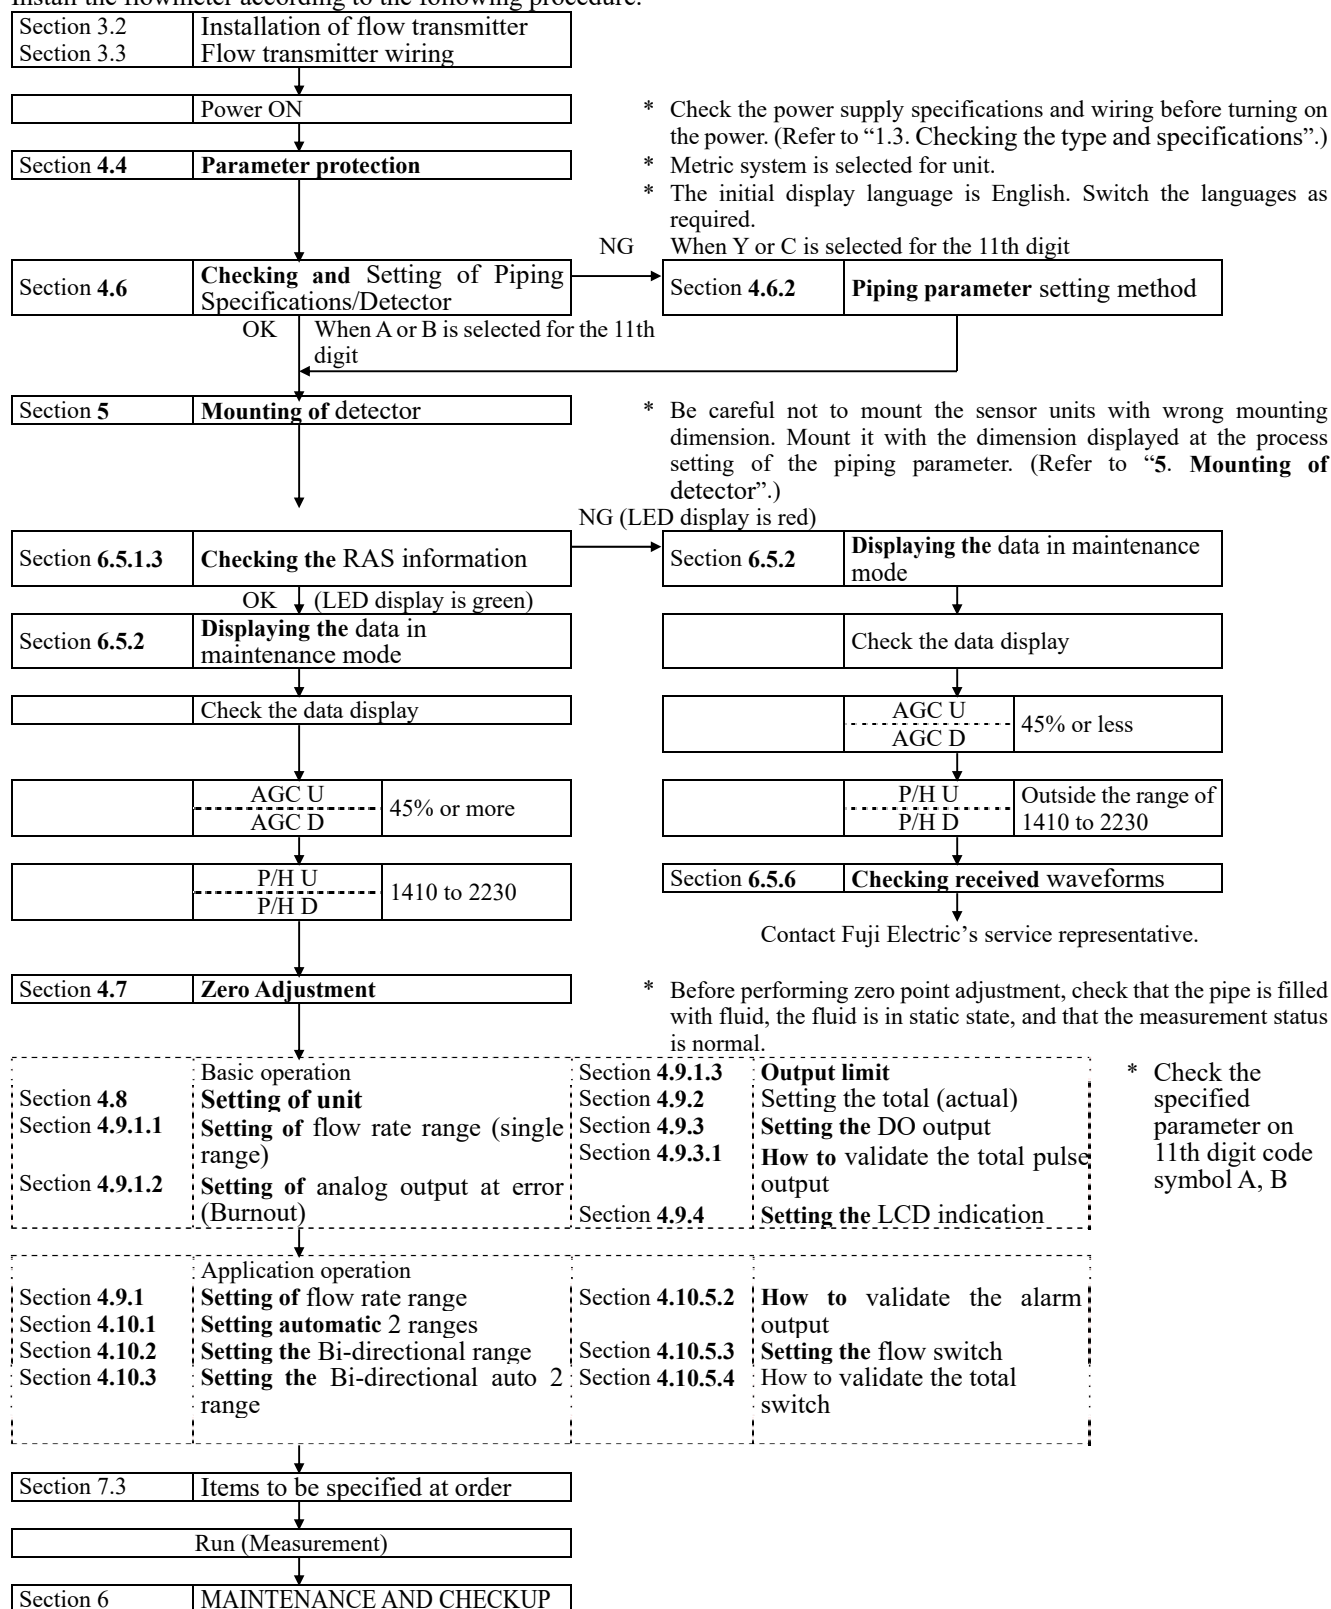 Install the flowmeter according to the following procedure.
Section 3.2 Installation of flow transmitter
Section 3.3 Flow transmitter wiring
Power ON
* Check the power supply specifications and wiring before turning on
the power. (Refer to “1.3. Checking the type and specifications”.)
Section 4.4 Parameter protection
* Metric system is selected for unit.
* The initial display language is English. Switch the languages as
required.
NG When Y or C is selected for the 11th digit
Section 4.6 Checking and Setting of Piping
Specifications/Detector
Section 4.6.2 Piping parameter setting method
OK When A or B is selected for the 11th
digit
Section 5 Mounting of detector
* Be careful not to mount the sensor units with wrong mounting
dimension. Mount it with the dimension displayed at the process
setting of the piping parameter. (Refer to “5. Mounting of
detector”.)
NG (LED display is red)
Section 6.5.1.3 Checking the RAS information
Section 6.5.2 Displaying the data in maintenance
mode
OK (LED display is green)
Section 6.5.2 Displaying the data in
maintenance mode
Check the data display
Check the data display
AGC U
AGC D
45% or less
AGC U
AGC D
45% or more
P/H U
P/H D
Outside the range of
1410 to 2230
P/H U
P/H D
1410 to 2230
Section 6.5.6 Checking received waveforms
Contact Fuji Electric’s service representative.
Section 4.7 Zero Adjustment
* Before performing zero point adjustment, check that the pipe is filled
with fluid, the fluid is in static state, and that the measurement status
is normal.
Basic operation
Section 4.8 Setting of unit
Section 4.9.1.1 Setting of flow rate range (single
range)
Section 4.9.1.2 Setting of analog output at error
(Burnout)
Section 4.9.1.3 Output limit
Section 4.9.2 Setting the total (actual)
Section 4.9.3 Setting the DO output
Section 4.9.3.1 How to validate the total pulse
output
Section 4.9.4 Setting the LCD indication
* Check the
specified
parameter on
11th digit code
symbol A, B
Application operation
Section 4.9.1 Setting of flow rate range
Section 4.10.1 Setting automatic 2 ranges
Section 4.10.2 Setting the Bi-directional range
Section 4.10.3 Setting the Bi-directional auto 2
range
Section 4.10.5.2 How to validate the alarm
output
Section 4.10.5.3 Setting the flow switch
Section 4.10.5.4 How to validate the total
switch
Section 7.3 Items to be specified at order
Run (Measurement)
Section 6 MAINTENANCE AND CHECKUP